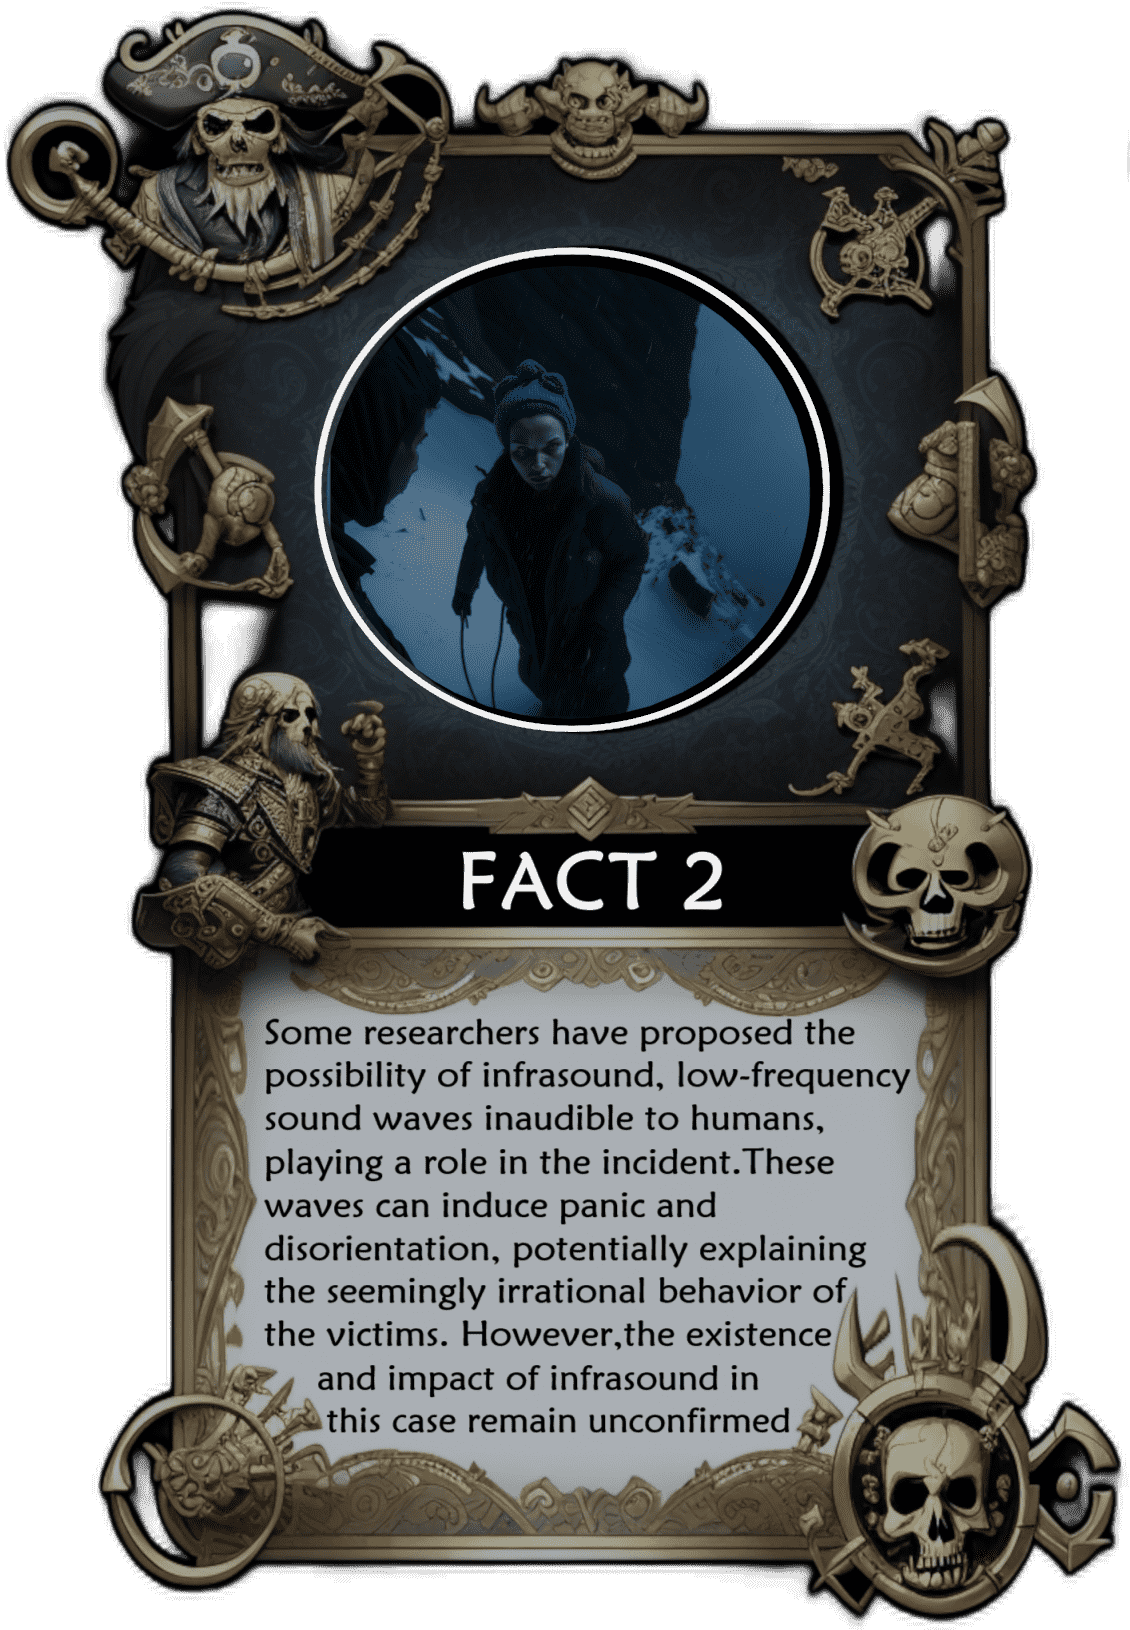 FACT 2
Some researchers have proposed the
possibility of infrasound, low-frequency
sound waves inaudible to humans,
playing a role in the incident.These
waves can induce panic and
disorientation, potentially explaining
the seemingly irrational behavior of
the victims. However,the existence
and impact of infrasound in
this case remain unconfirmed